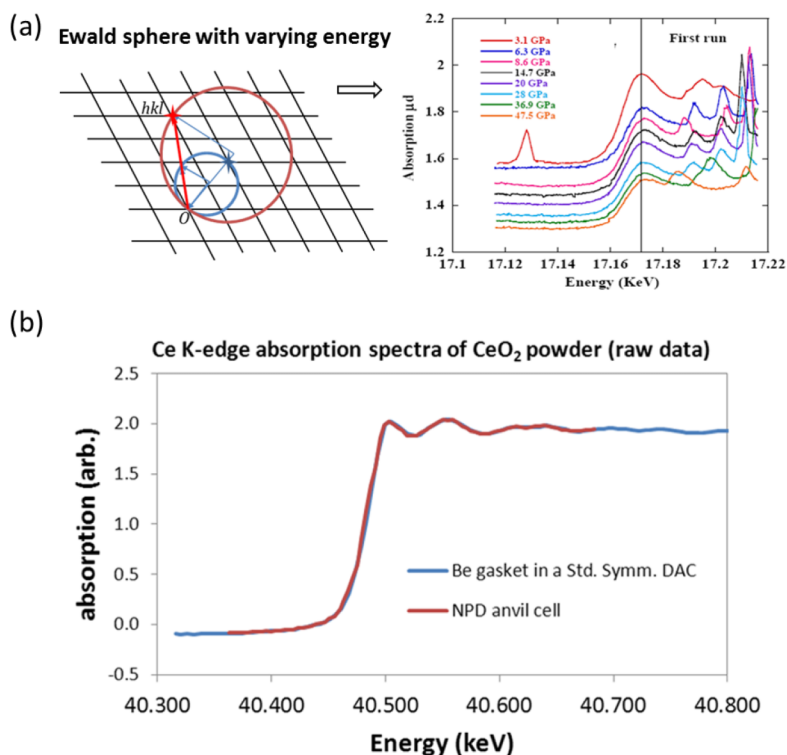 (a)
Ewald sphere with varying energy
hkl
O
First run
3.1 GPa
6.3 GPa
8.6 GPa
14.7 GPa
20 GPa
28 GPa
36.9 GPa
47.5 GPa
Absorption μd
2.2
2
1.8
1.6
1.4
1.2
17.1 17.12 17.14 17.16 17.18 17.2 17.22
Energy (KeV)
(b)
Ce K-edge absorption spectra of CeO₂ powder (raw data)
absorption (arb.)
2.5
2.0
1.5
1.0
0.5
0.0
-0.5
Be gasket in a Std. Symm. DAC
NPD anvil cell
40.300 40.400 40.500 40.600 40.700 40.800
Energy (keV)